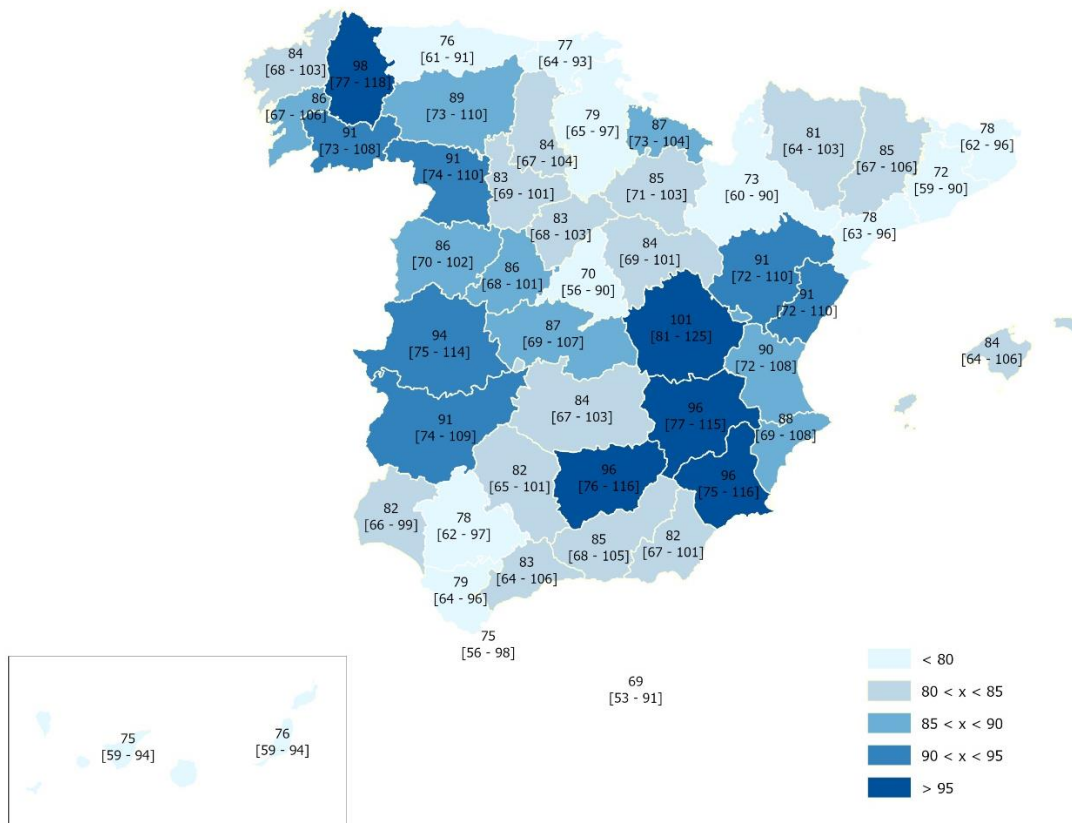 76
[61 - 91]
77
[64 - 93]
84
[68 - 103]
98
[77 - 118]
89
[73 - 110]
86
[67 - 106]
79
[65 - 97]
87
[73 - 104]
81
[64 - 103]
78
[62 - 96]
91
[73 - 108]
84
[67 - 104]
85
[67 - 106]
91
[74 - 110]
83
[69 - 101]
85
[71 - 103]
73
[60 - 90]
72
[59 - 90]
83
[68 - 103]
78
[63 - 96]
86
[70 - 102]
86
[68 - 101]
84
[69 - 101]
70
[56 - 90]
91
[72 - 110]
91
[72 - 110]
94
[75 - 114]
87
[69 - 107]
101
[81 - 125]
90
[72 - 108]
84
[64 - 106]
91
[74 - 109]
84
[67 - 103]
96
[77 - 115]
88
[69 - 108]
82
[65 - 101]
96
[76 - 116]
96
[75 - 116]
82
[66 - 99]
78
[62 - 97]
85
[68 - 105]
82
[67 - 101]
83
[64 - 106]
79
[64 - 96]
75
[56 - 98]
69
[53 - 91]
75
[59 - 94]
76
[59 - 94]
< 80
80 < x < 85
85 < x < 90
90 < x < 95
> 95